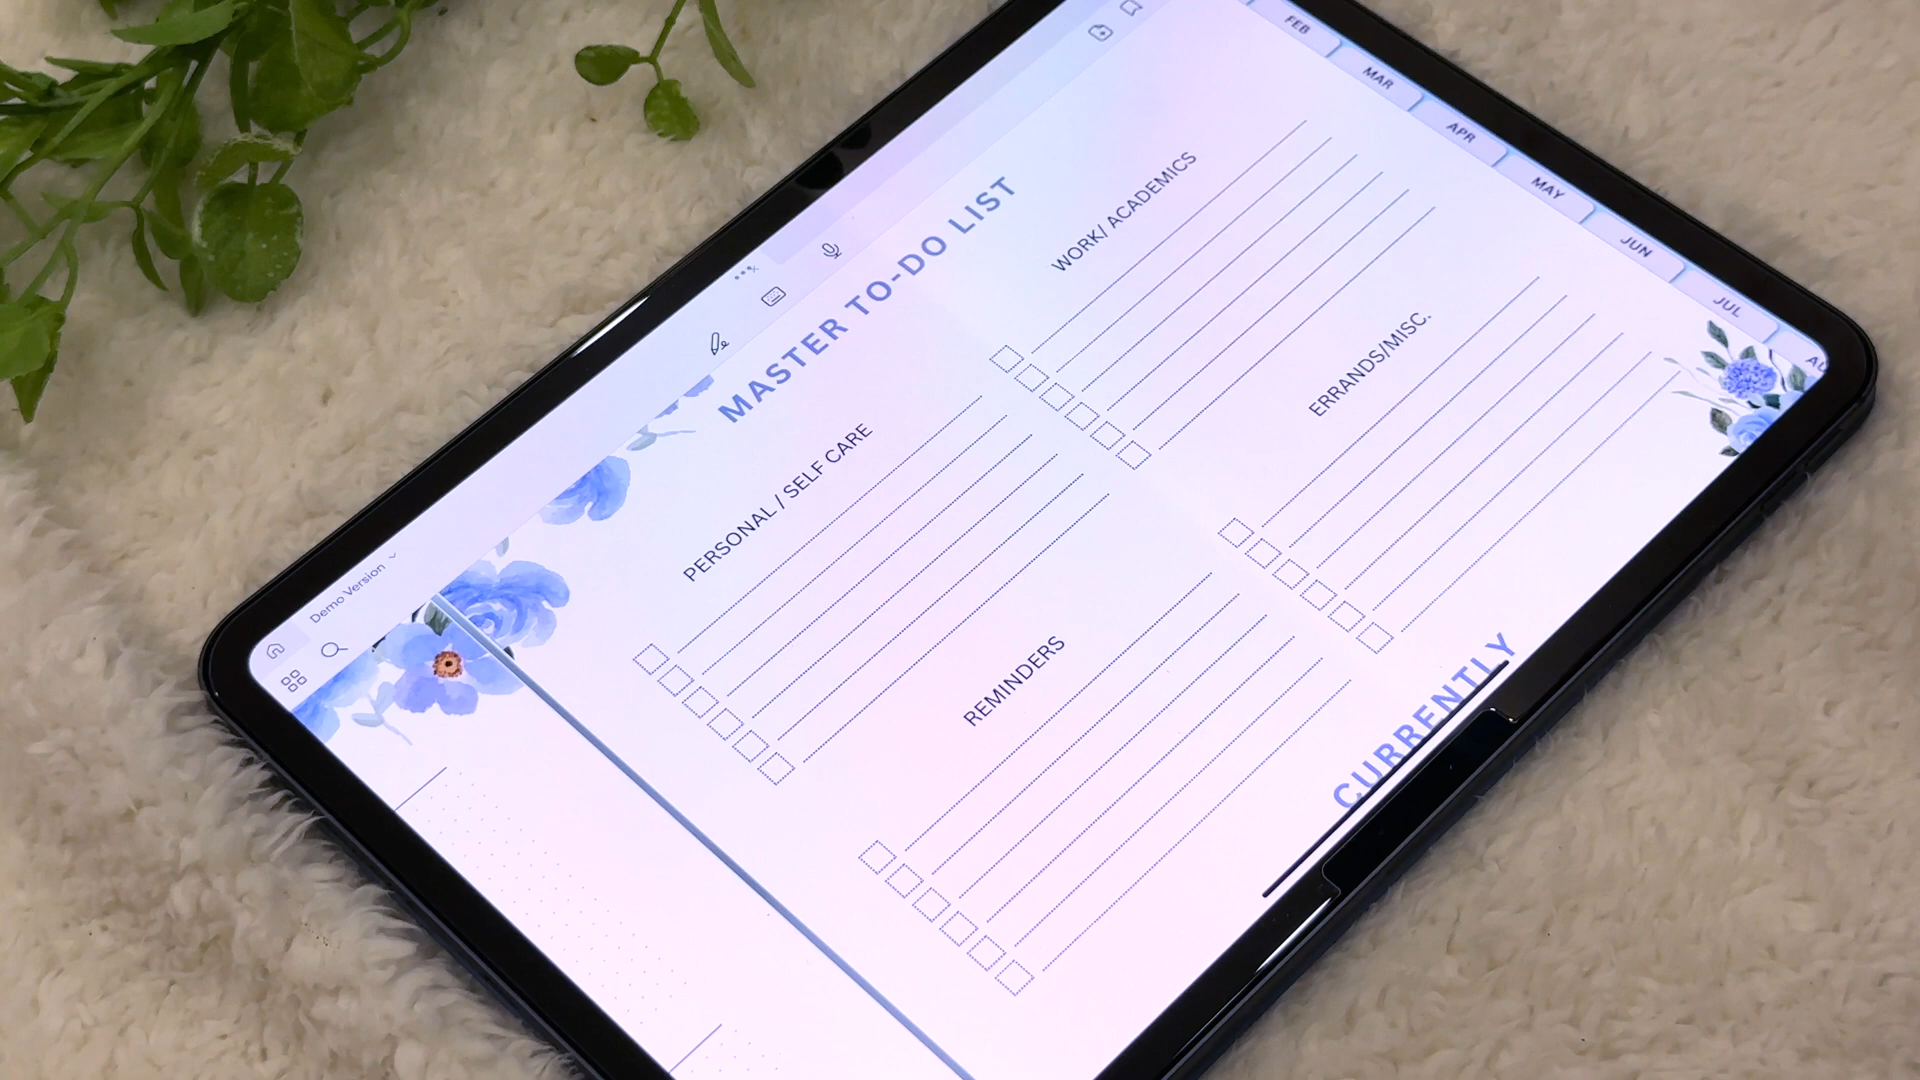 Demo Version
FEB
MAR
APR
MAY
JUN
JUL
MASTER TO-DO LIST
PERSONAL / SELF CARE
WORK/ ACADEMICS
REMINDERS
ERRANDS/MISC.
CURRENTLY